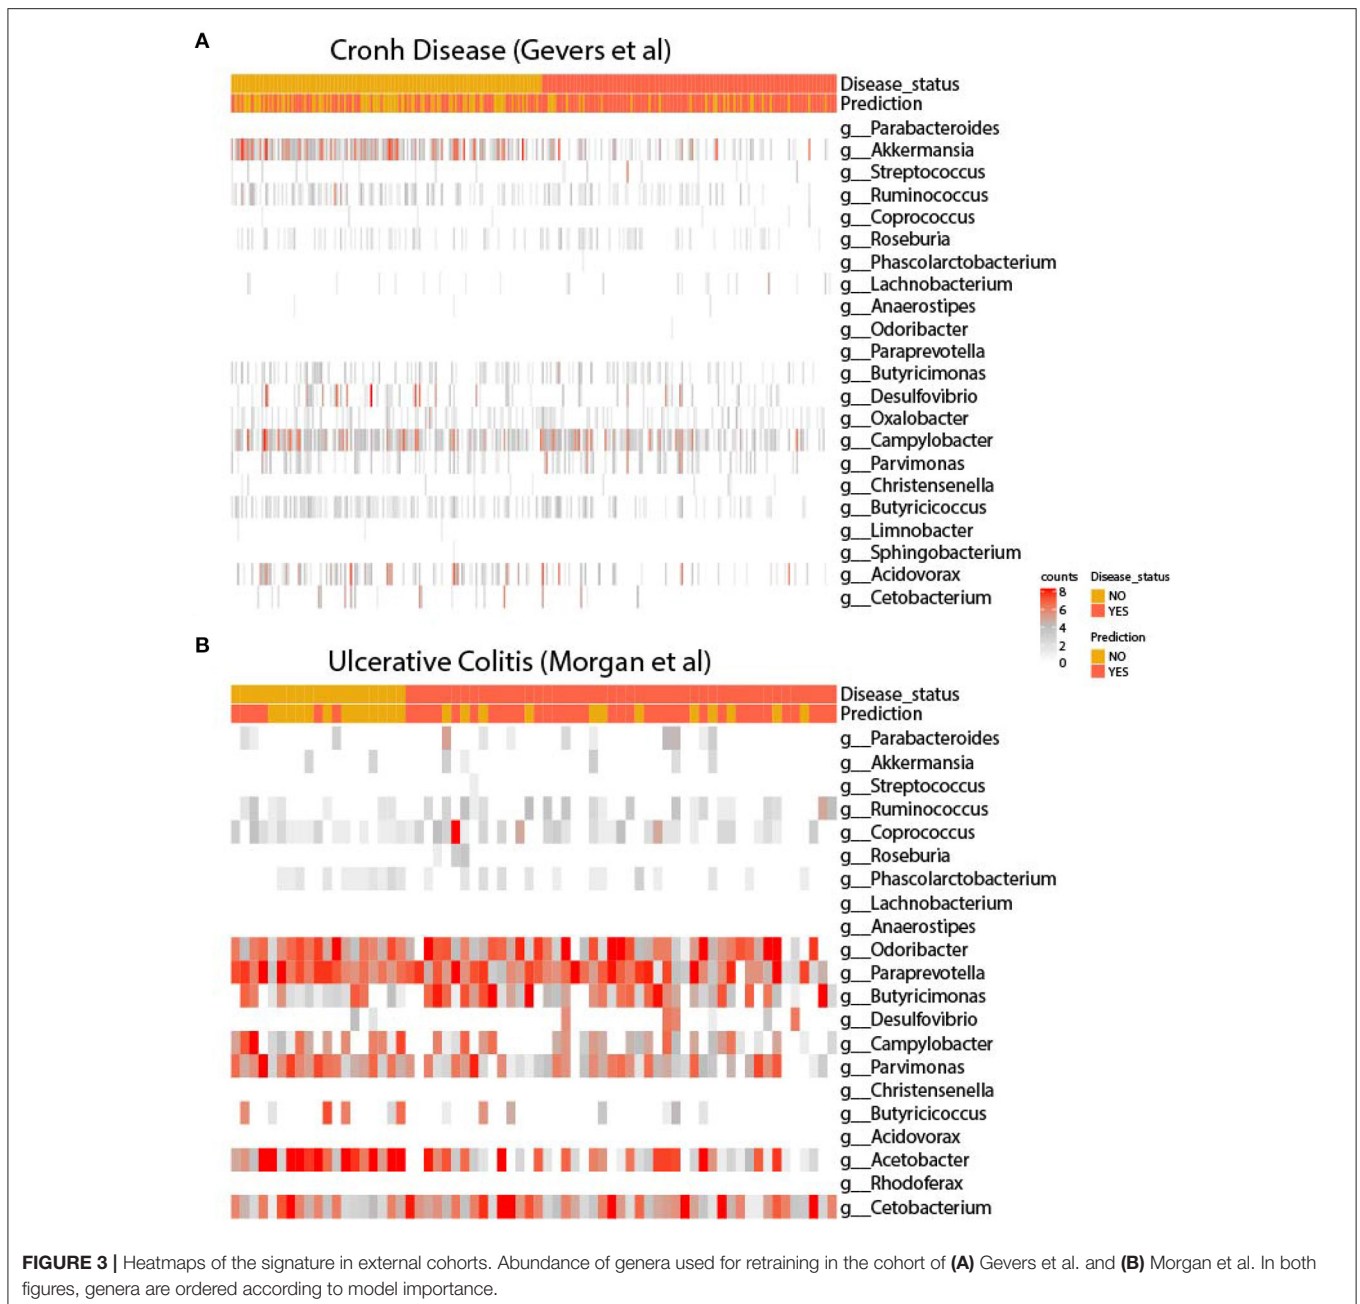 A
Cronh Disease (Gevers et al)
Disease_status
Prediction
g__Parabacteroides
g__Akkermansia
g__Streptococcus
g__Ruminococcus
g__Coprococcus
g__Roseburia
g__Phascolarctobacterium
g__Lachnobacterium
g__Anaerostipes
g__Odoribacter
g__Paraprevotella
g__Butyricimonas
g__Desulfovibrio
g__Oxalobacter
g__Campylobacter
g__Parvimonas
g__Christensenella
g__Butyricicoccus
g__Limnobacter
g__Sphingobacterium
g__Acidovorax
g__Cetobacterium
counts
8
6
4
2
0
Disease_status
NO
YES
Prediction
NO
YES
B
Ulcerative Colitis (Morgan et al)
Disease_status
Prediction
g__Parabacteroides
g__Akkermansia
g__Streptococcus
g__Ruminococcus
g__Coprococcus
g__Roseburia
g__Phascolarctobacterium
g__Lachnobacterium
g__Anaerostipes
g__Odoribacter
g__Paraprevotella
g__Butyricimonas
g__Desulfovibrio
g__Campylobacter
g__Parvimonas
g__Christensenella
g__Butyricicoccus
g__Acidovorax
g__Acetobacter
g__Rhodoferax
g__Cetobacterium
FIGURE 3 | Heatmaps of the signature in external cohorts. Abundance of genera used for retraining in the cohort of (A) Gevers et al. and (B) Morgan et al. In both
figures, genera are ordered according to model importance.